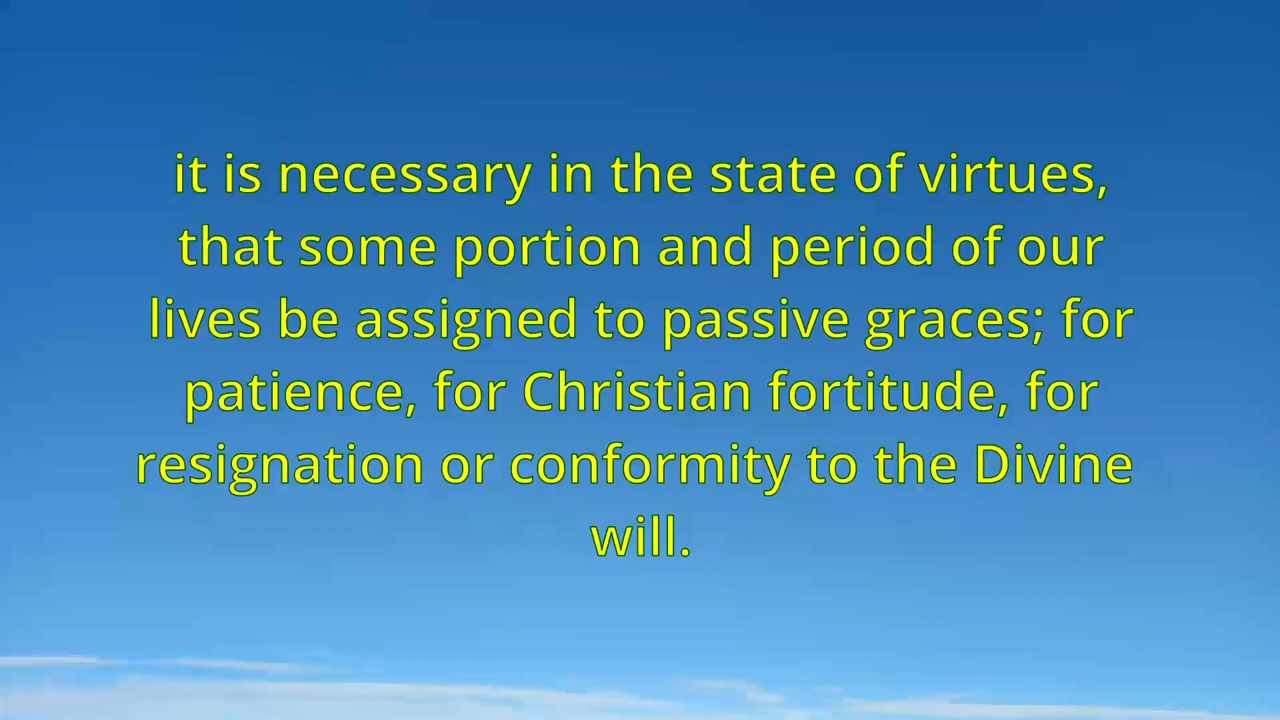 it is necessary in the state of virtues,
that some portion and period of our
lives be assigned to passive graces; for
patience, for Christian fortitude, for
resignation or conformity to the Divine
will.